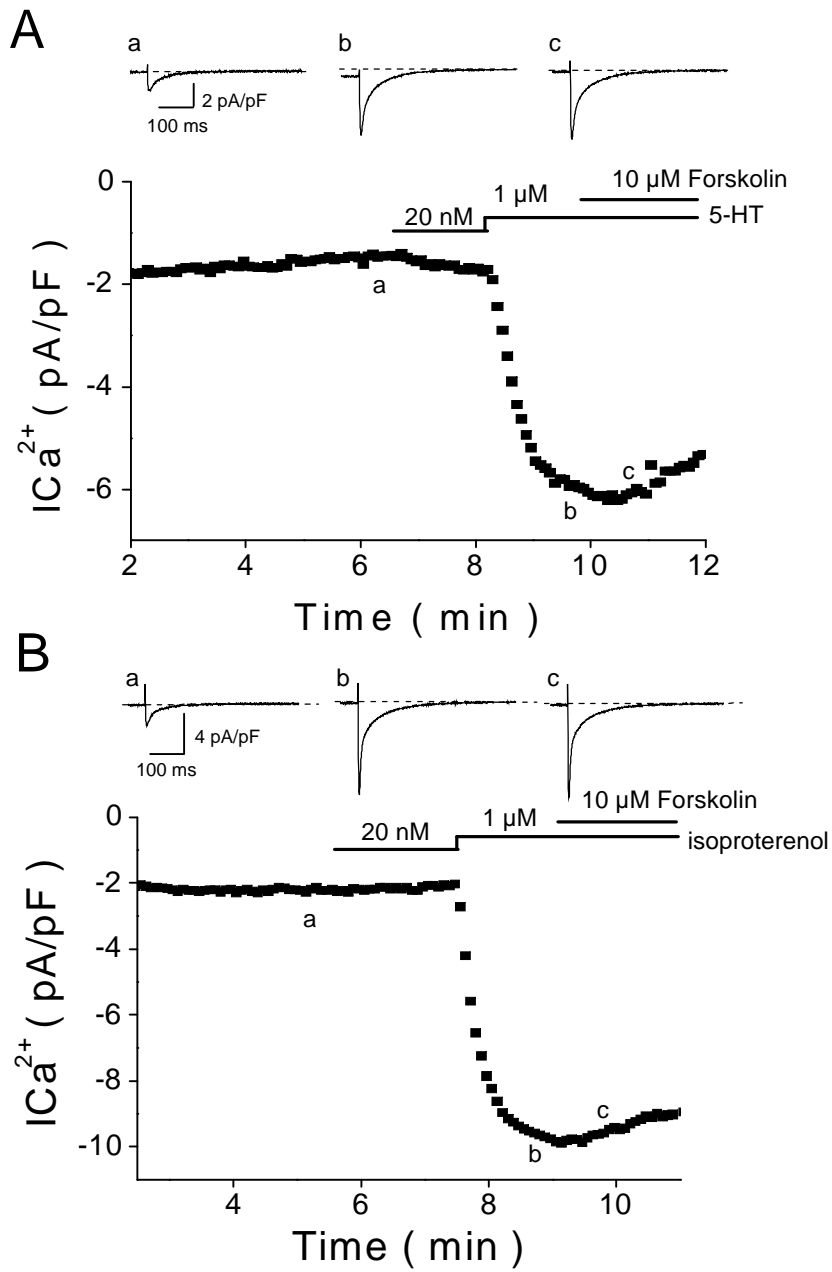 A
a b c
2 pA/pF
100 ms
10 µM Forskolin
1 µM
20 nM
5-HT
0
-2
-4
-6
a
b
c
ICa2+ ( pA/pF)
2 4 6 8 10 12
Time ( min )
B
a b c
4 pA/pF
100 ms
10 µM Forskolin
1 µM
20 nM
isoproterenol
0
-2
-4
-6
-8
-10
a
b
c
ICa2+ ( pA/pF)
4 6 8 10
Time ( min )